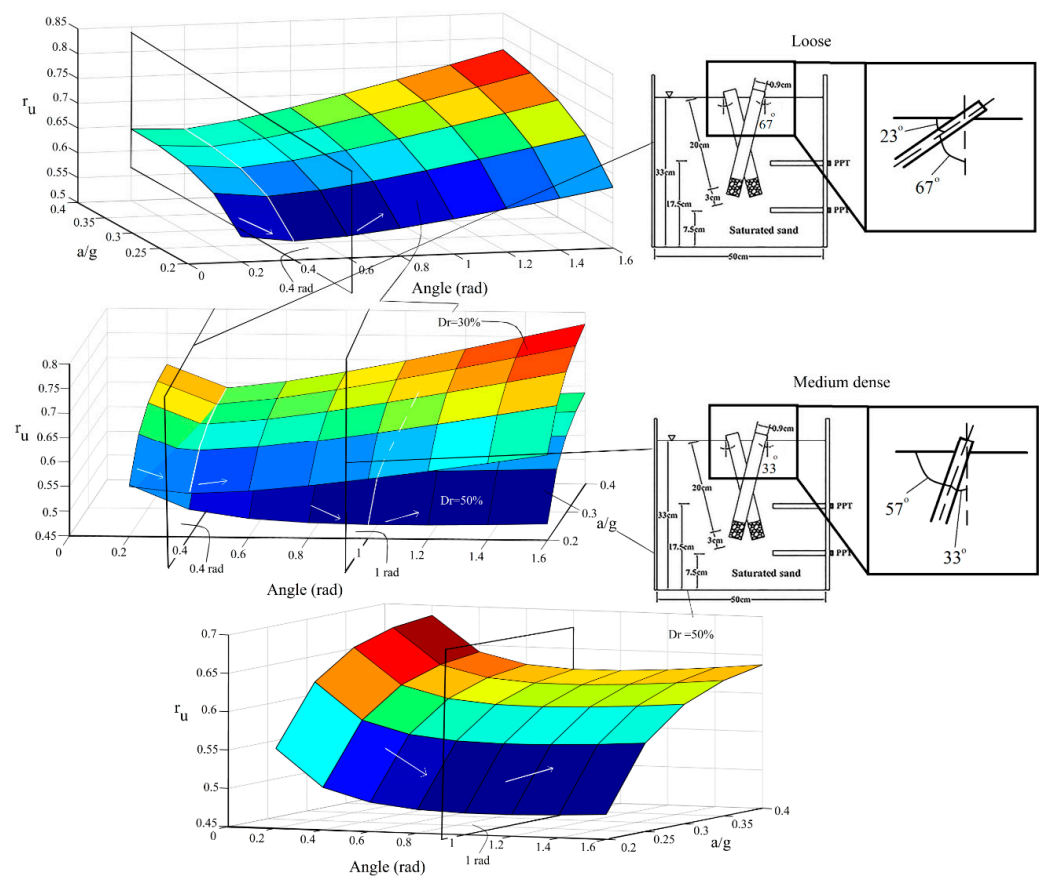 0.85
0.8
0.75
0.7
0.65
0.6
0.55
0.5
r_u
0.4
0.35
0.3
0.25
0.2
a/g
0
0.2
0.4
0.6
0.8
1
1.2
1.4
1.6
0.4 rad
Angle (rad)
Loose
0.9cm
67°
20cm
33cm
3cm
17.5cm
7.5cm
PPT
PPT
Saturated sand
50cm
23°
67°
0.8
0.75
0.7
0.65
0.6
0.55
0.5
0.45
r_u
Dr=30%
Dr=50%
0
0.2
0.4
0.6
0.8
1.0
1.2
1.4
1.6
0.4
0.3
0.2
a/g
0.4 rad
1 rad
Angle (rad)
Medium dense
0.9cm
33°
20cm
33cm
3cm
17.5cm
7.5cm
PPT
PPT
Saturated sand
50cm
57°
33°
Dr =50%
0.7
0.65
0.6
0.55
0.5
0.45
r_u
0
0.2
0.4
0.6
0.8
1
1.2
1.4
1.6
0.2
0.25
0.3
0.35
0.4
a/g
1 rad
Angle (rad)